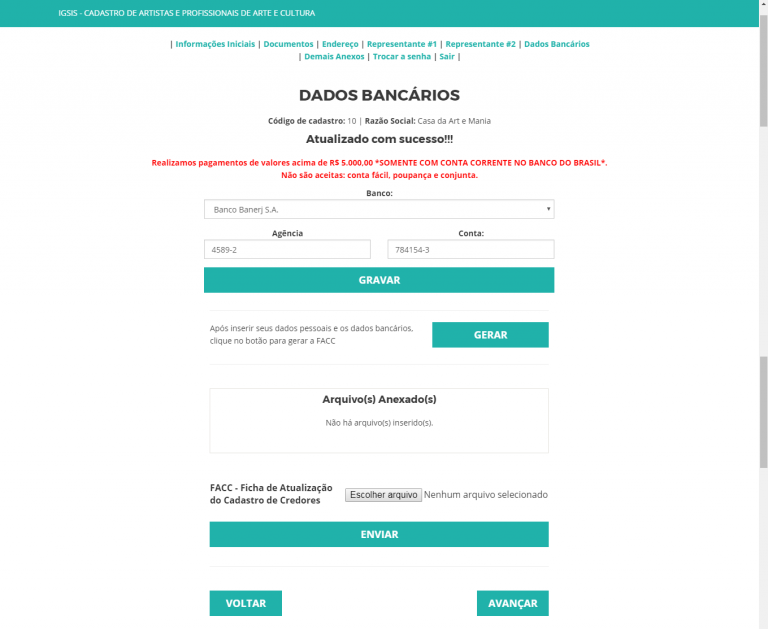 IGSIS - CADASTRO DE ARTISTAS E PROFISSIONAIS DE ARTE E CULTURA
| Informações Iniciais | Documentos | Endereço | Representante #1 | Representante #2 | Dados Bancários
| Demais Anexos | Trocar a senha | Sair |
DADOS BANCÁRIOS
Código de cadastro: 10 | Razão Social: Casa da Art e Mania
Atualizado com sucesso!!!
Realizamos pagamentos de valores acima de R$ 5.000,00 *SOMENTE COM CONTA CORRENTE NO BANCO DO BRASIL*.
Não são aceitas: conta fácil, poupança e conjunta.
Banco:
Banco Banerj S.A.
Agência Conta:
4589-2 784154-3
GRAVAR
Após inserir seus dados pessoais e os dados bancários,
clique no botão para gerar a FACC
GERAR
Arquivo(s) Anexado(s)
Não há arquivo(s) inserido(s).
FACC - Ficha de Atualização
do Cadastro de Credores
Escolher arquivo Nenhum arquivo selecionado
ENVIAR
VOLTAR AVANÇAR